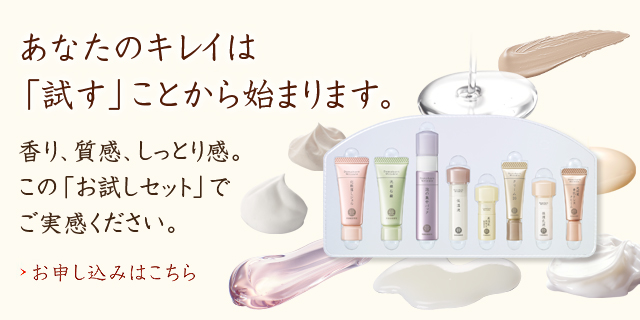 あなたのキレイは
「試す」ことから始まります。
香り、質感、しっとり感。
この「お試しセット」で
ご実感ください。
› お申し込みはこちら